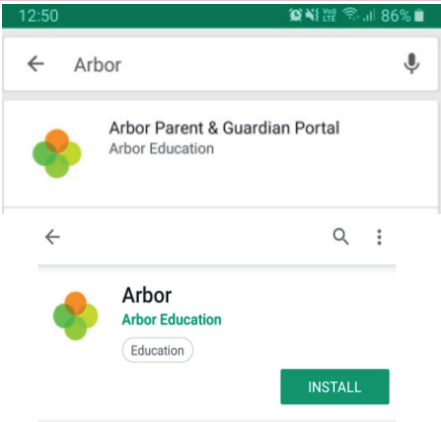 12:50
86%
Arbor
Arbor Parent & Guardian Portal
Arbor Education
Arbor
Arbor Education
Education
INSTALL